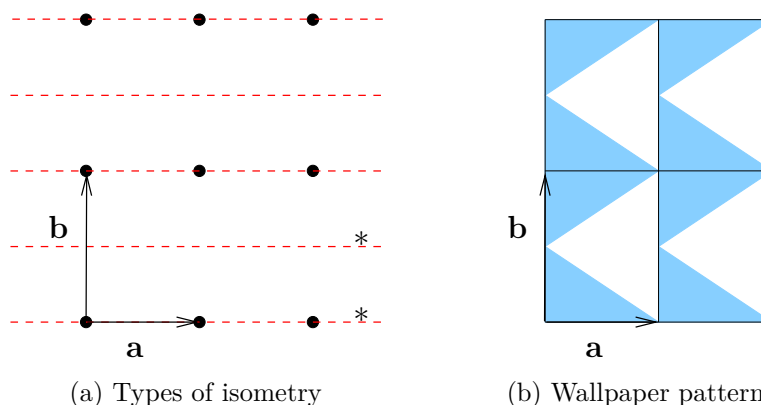 b
*
*
a
b
a
(a) Types of isometry
(b) Wallpaper pattern